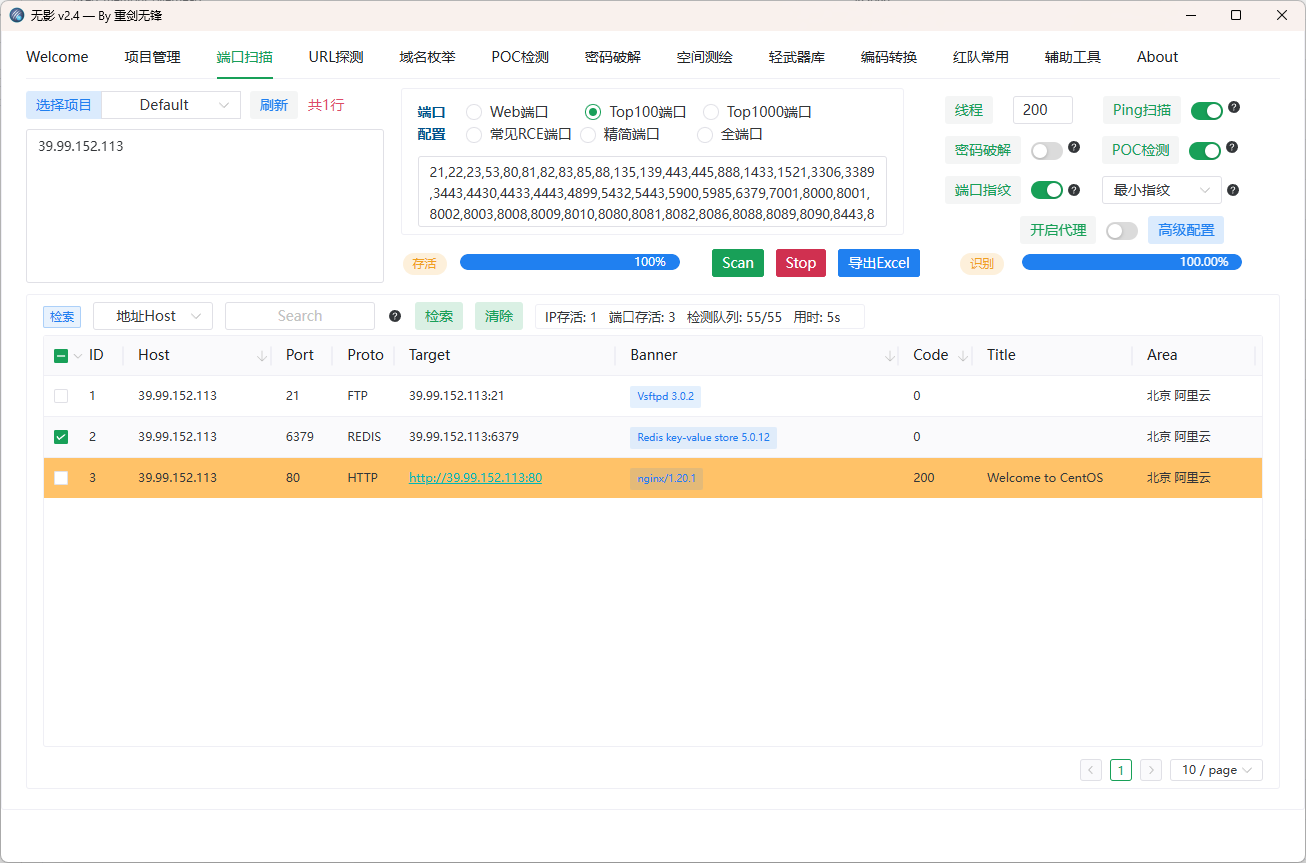 无影 v2.4 — By 重剑无锋
Welcome 项目管理 端口扫描 URL探测 域名枚举 POC检测 密码破解 空间测绘 轻武器库 编码转换 红队常用 辅助工具 About
选择项目 Default 刷新 共1行
39.99.152.113
端口 Web端口 Top100端口 Top1000端口
配置 常见RCE端口 精简端口 全端口
21,22,23,53,80,81,82,83,85,88,135,139,443,445,888,1433,1521,3306,3389
,3443,4430,4433,4443,4899,5432,5443,5900,5985,6379,7001,8000,8001,
8002,8003,8008,8009,8010,8080,8081,8082,8086,8088,8089,8090,8443,8
线程 200 Ping扫描
密码破解 POC检测
端口指纹 最小指纹
开启代理 高级配置
存活 100% Scan Stop 导出Excel 识别 100.00%
检索 地址Host Search 检索 清除 IP存活: 1 端口存活: 3 检测队列: 55/55 用时: 5s
ID Host Port Proto Target Banner Code Title Area
1 39.99.152.113 21 FTP 39.99.152.113:21 Vsftpd 3.0.2 0 北京 阿里云
2 39.99.152.113 6379 REDIS 39.99.152.113:6379 Redis key-value store 5.0.12 0 北京 阿里云
3 39.99.152.113 80 HTTP http://39.99.152.113:80 nginx/1.20.1 200 Welcome to CentOS 北京 阿里云
1 10 / page